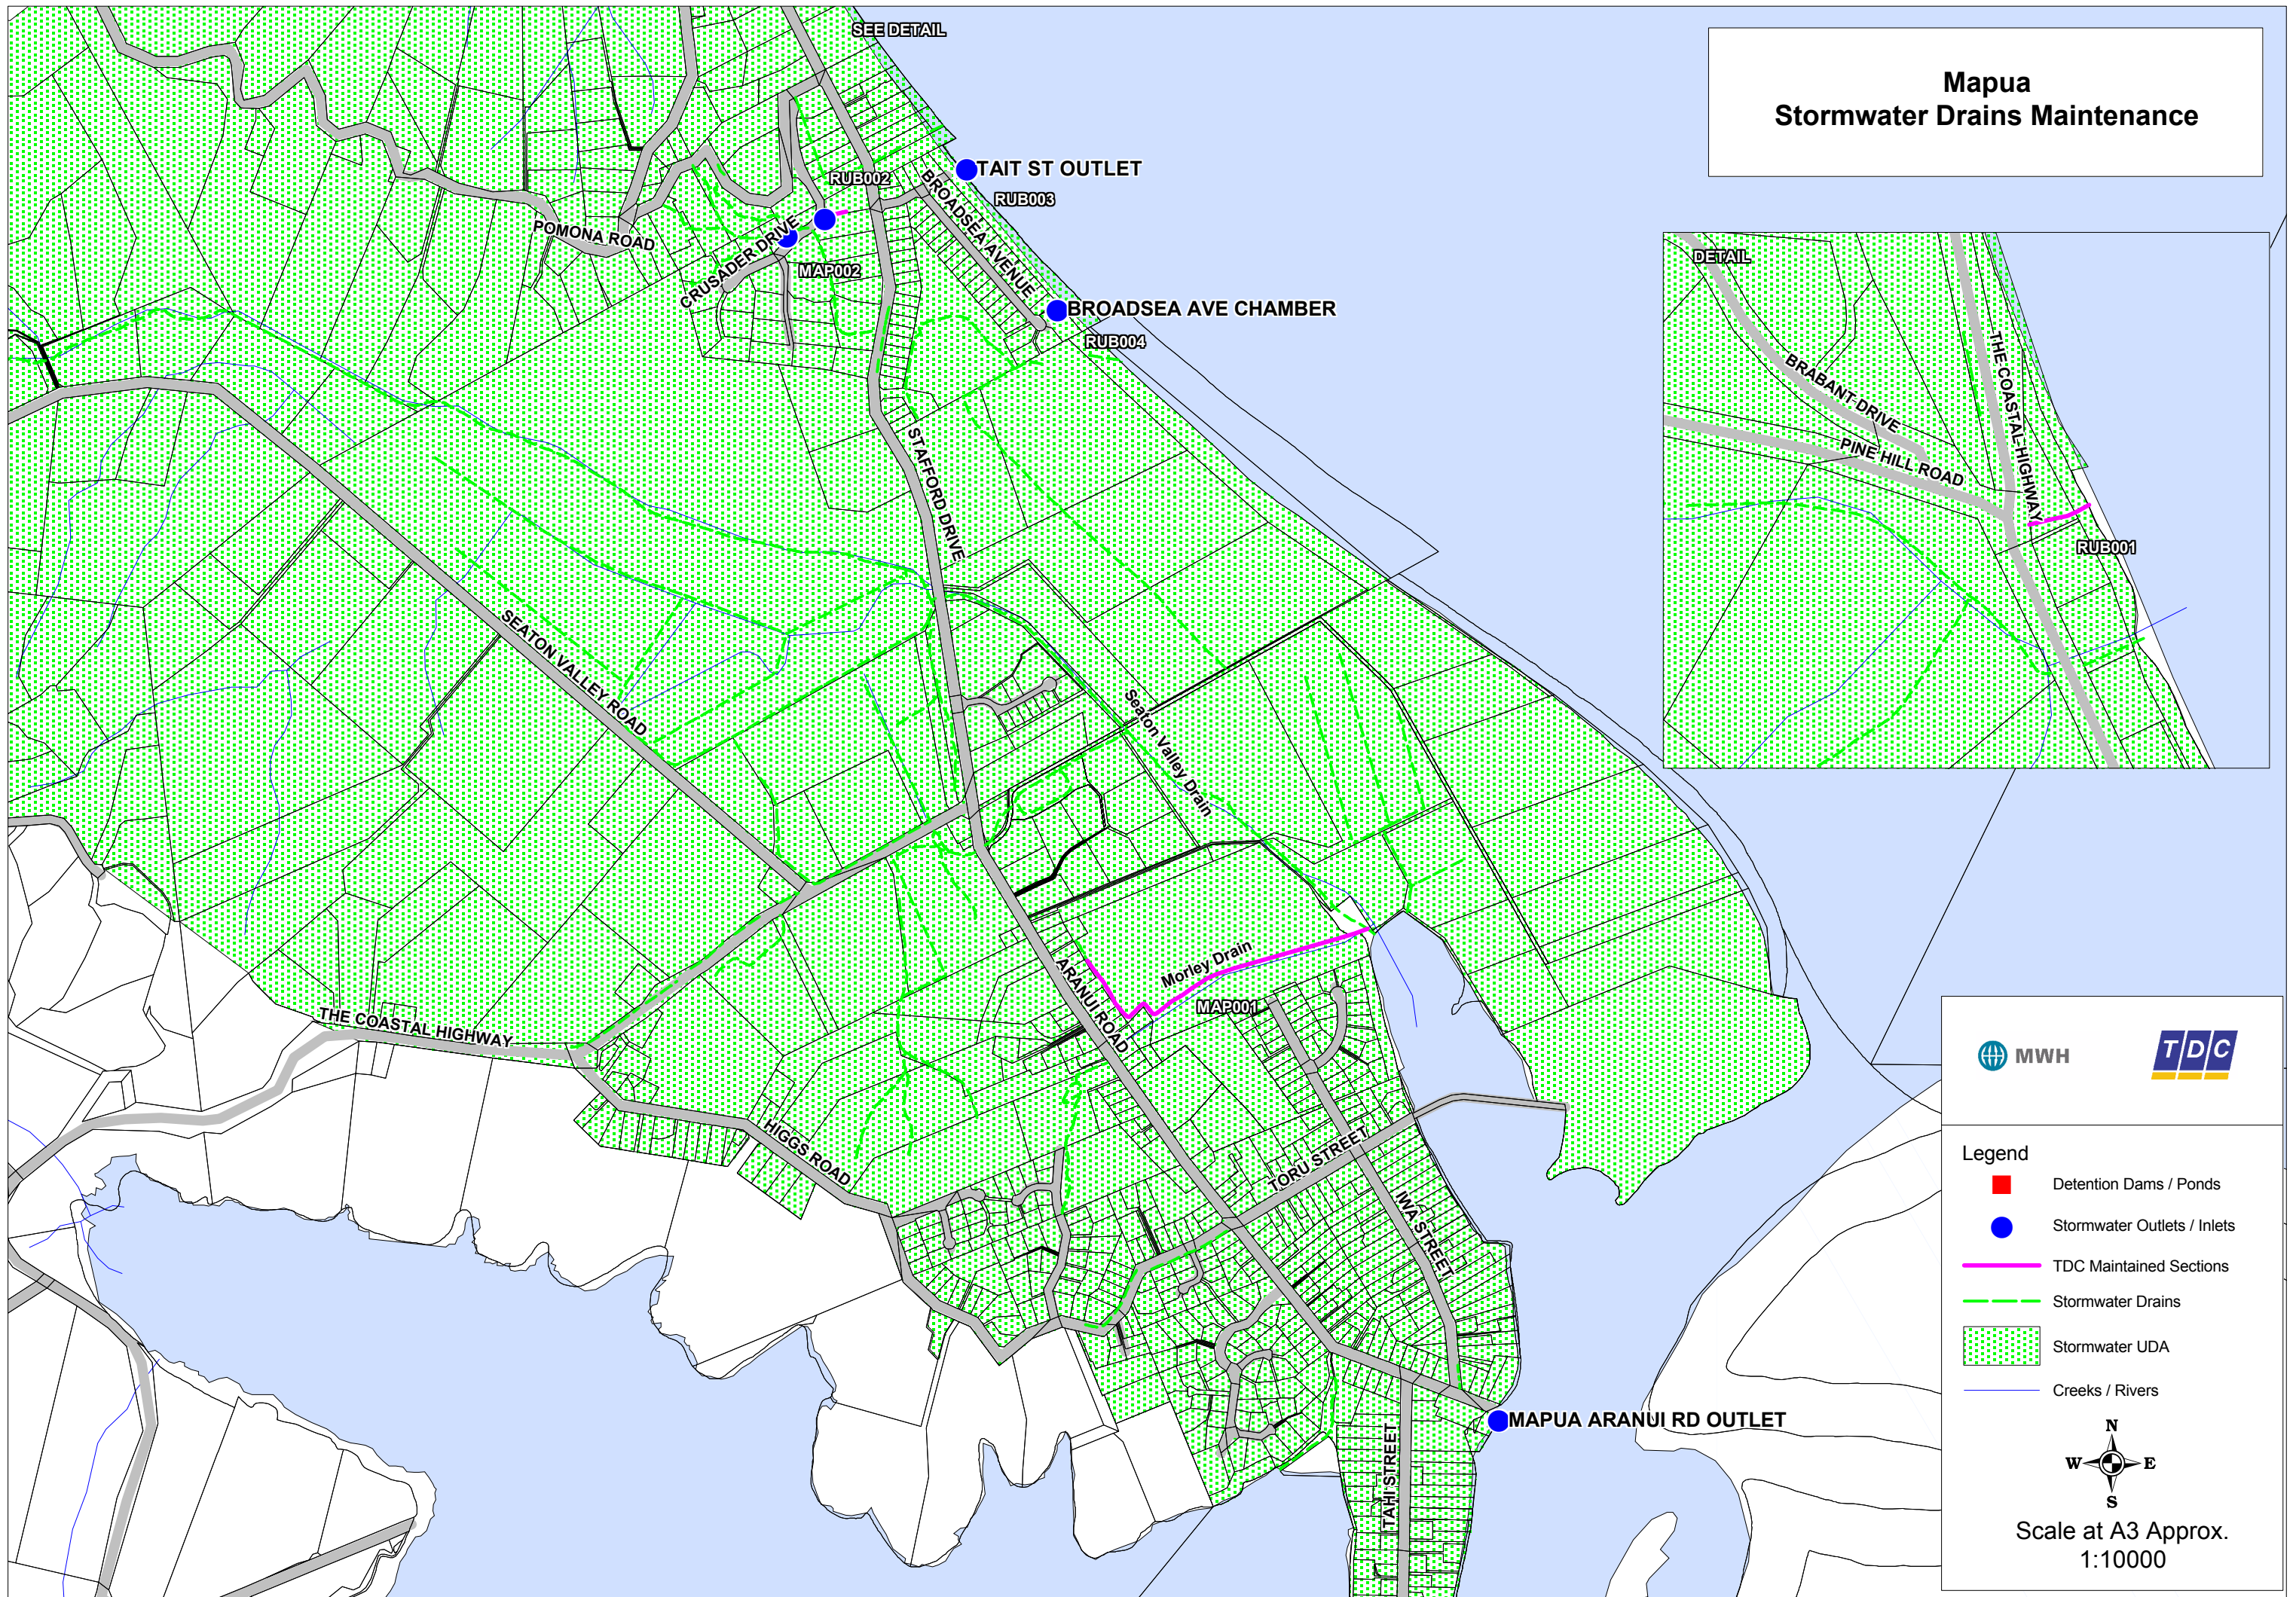 SEE DETAIL
Mapua
Stormwater Drains Maintenance
TAIT ST OUTLET
RUB002
RUB003
BROADSEA AVENUE
POMONA ROAD
CRUSADER DRIVE
MAP002
BROADSEA AVE CHAMBER
RUB004
DETAIL
THE COASTAL HIGHWAY
BRABANT DRIVE
PINE HILL ROAD
RUB001
STAFFORD DRIVE
SEATON VALLEY ROAD
Seaton Valley Drain
Morley Drain
MAP001
ARANUI ROAD
THE COASTAL HIGHWAY
HIGGS ROAD
TORU STREET
IWA STREET
MAPUA ARANUI RD OUTLET
TAHI STREET
MWH
TDC
Legend
Detention Dams / Ponds
Stormwater Outlets / Inlets
TDC Maintained Sections
Stormwater Drains
Stormwater UDA
Creeks / Rivers
N
W E
S
Scale at A3 Approx.
1:10000